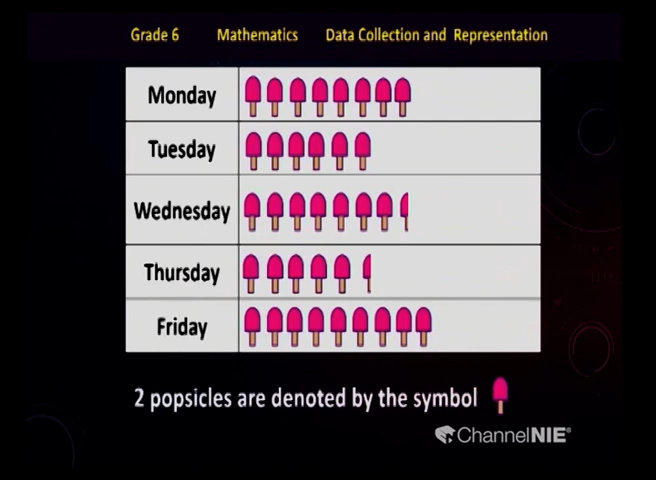 Grade 6 Mathematics Data Collection and Representation
Monday
Tuesday
Wednesday
Thursday
Friday
2 popsicles are denoted by the symbol
ChannelNIE®